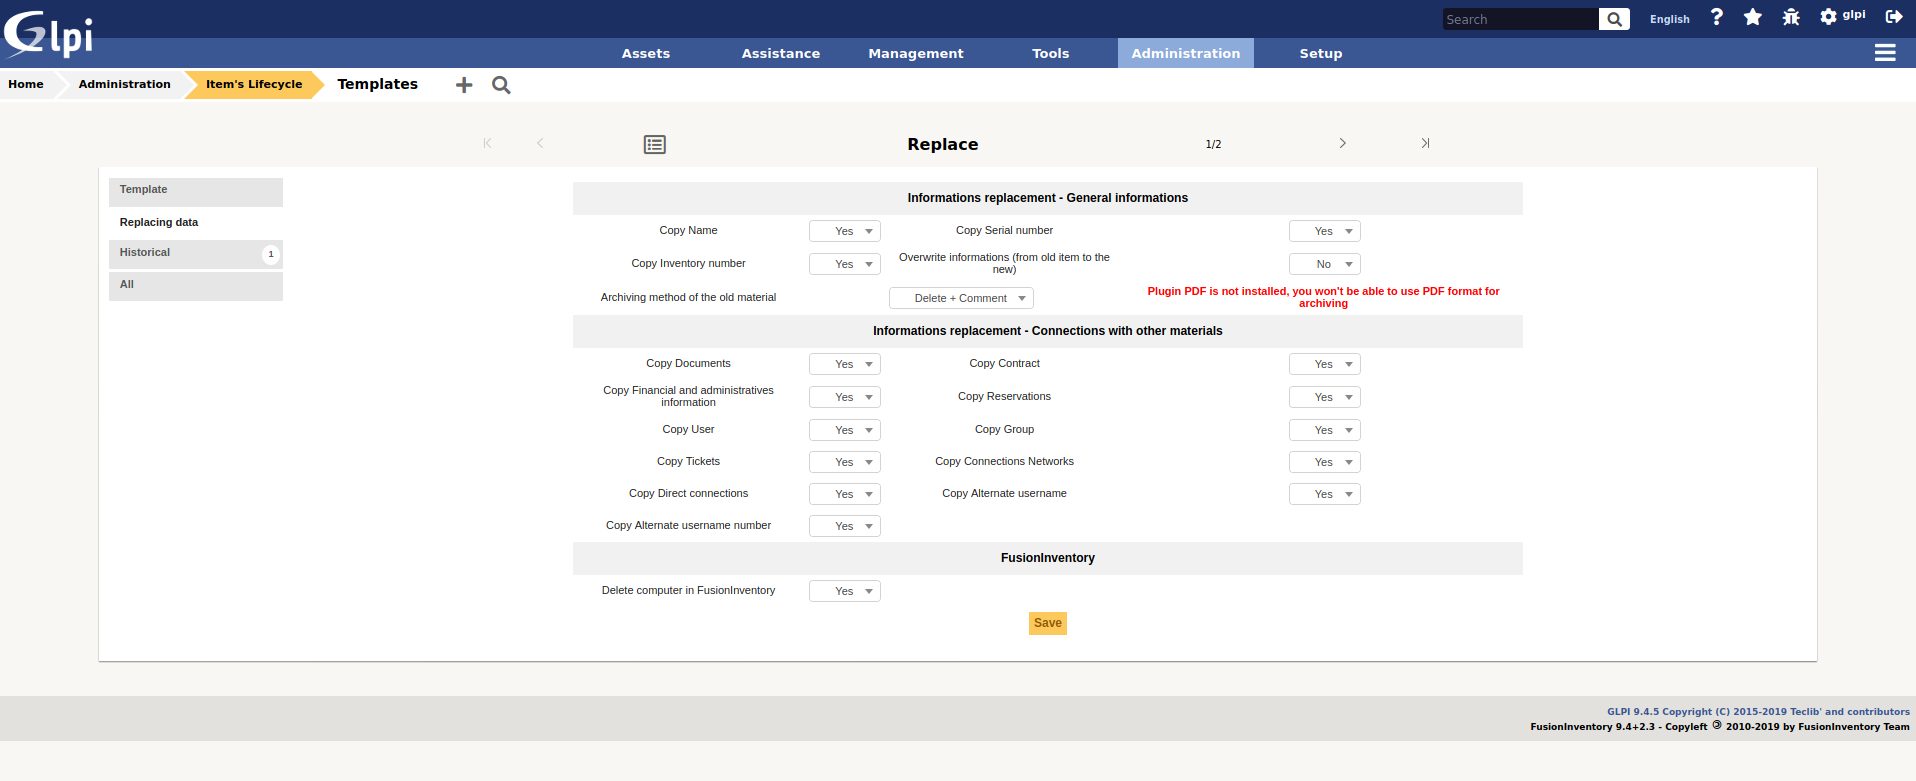 Glpi
Search
English
glpi
Assets Assistance Management Tools Administration Setup
Home Administration Item's Lifecycle Templates
Replace 1/2
Template
Replacing data
Historical 1
All
Informations replacement - General informations
Copy Name Yes Copy Serial number Yes
Copy Inventory number Yes Overwrite informations (from old item to the
new) No
Archiving method of the old material Delete + Comment Plugin PDF is not installed, you won't be able to use PDF format for
archiving
Informations replacement - Connections with other materials
Copy Documents Yes Copy Contract Yes
Copy Financial and administratives
information Yes Copy Reservations Yes
Copy User Yes Copy Group Yes
Copy Tickets Yes Copy Connections Networks Yes
Copy Direct connections Yes Copy Alternate username Yes
Copy Alternate username number Yes
FusionInventory
Delete computer in FusionInventory Yes
Save
GLPI 9.4.5 Copyright (C) 2015-2019 Teclib' and contributors
FusionInventory 9.4+2.3 - Copyleft 🄯 2010-2019 by FusionInventory Team